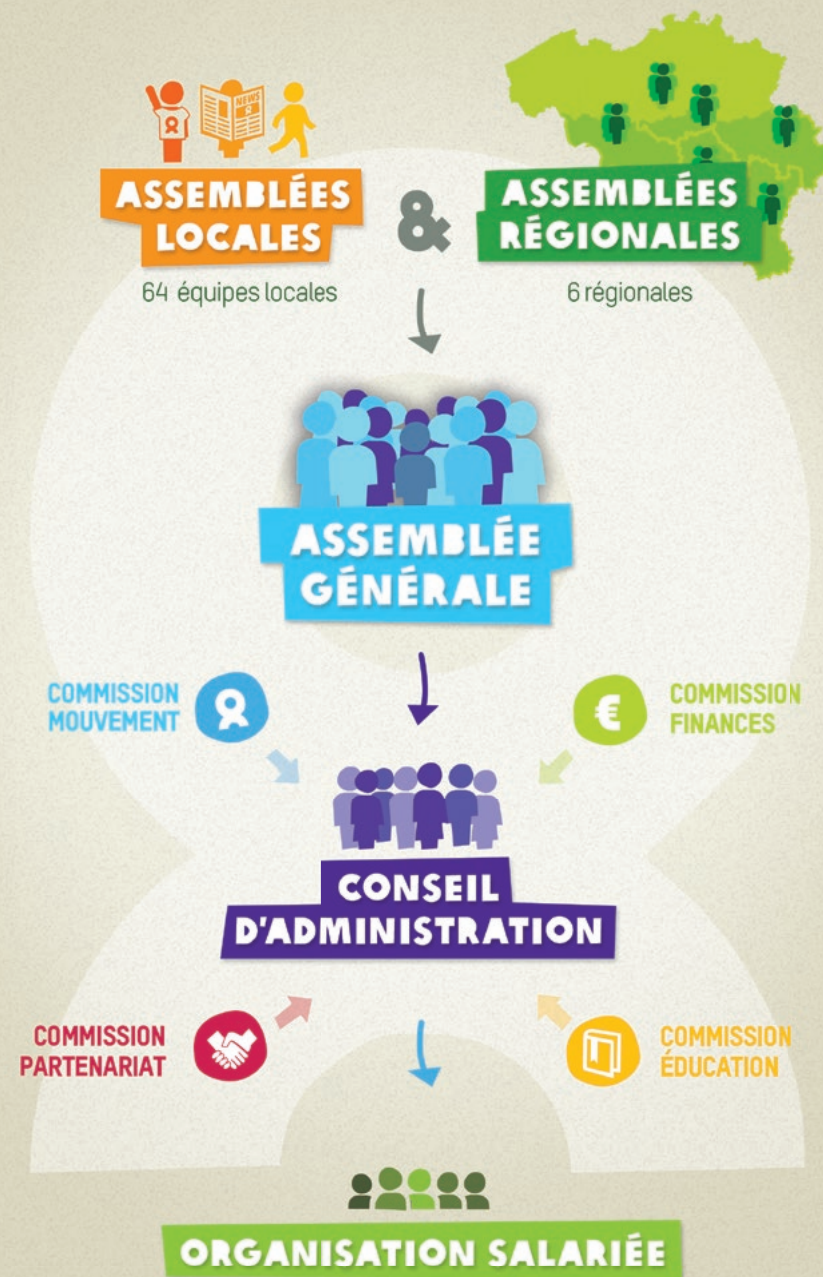 NEWS
ASSEMBLÉES
LOCALES
64 équipes locales
&
ASSEMBLÉES
RÉGIONALES
6 régionales
ASSEMBLÉE
GÉNÉRALE
COMMISSION
MOUVEMENT
€
COMMISSION
FINANCES
CONSEIL
D'ADMINISTRATION
COMMISSION
PARTENARIAT
COMMISSION
ÉDUCATION
ORGANISATION SALARIÉE